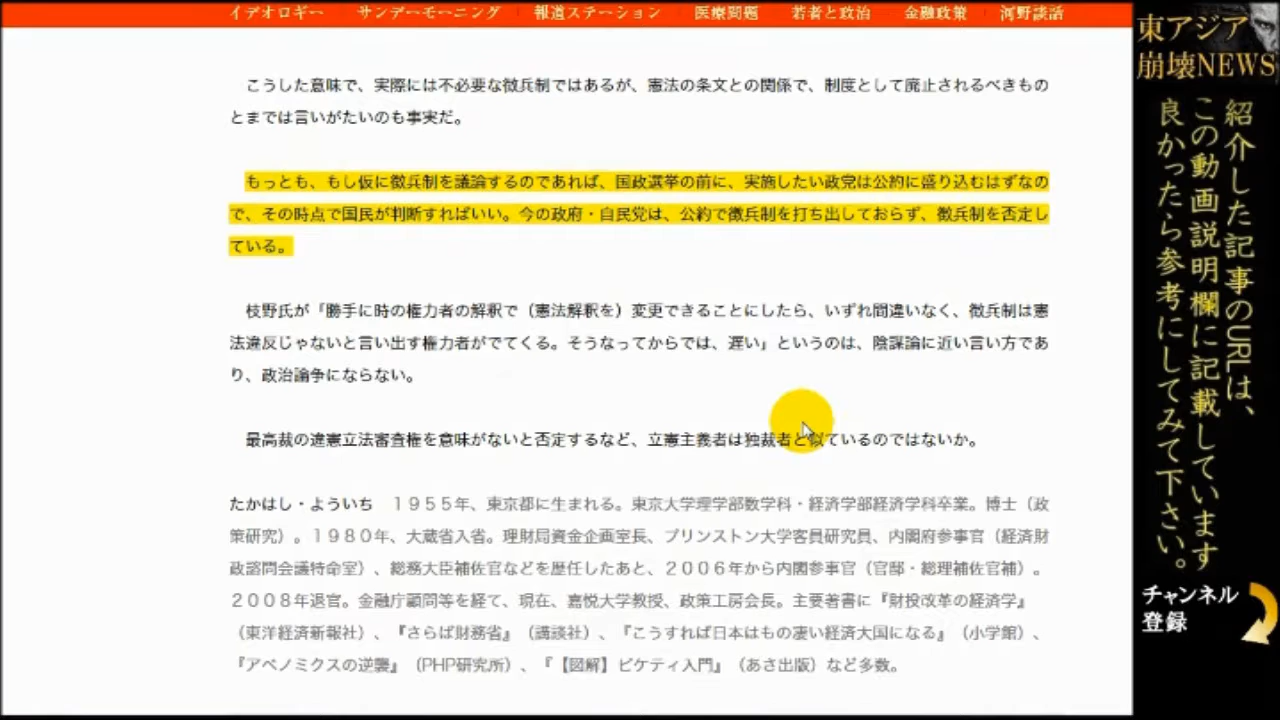 イデオロギー サンデーモーニング 報道ステーション 医療問題 若者と政治 金融政策 河野談話
こうした意味で、実際には不必要な徴兵制ではあるが、憲法の条文との関係で、制度として廃止されるべきもの
とまでは言いがたいのも事実だ。
もっとも、もし仮に徴兵制を議論するのであれば、国政選挙の前に、実施したい政党は公約に盛り込むはずなの
で、その時点で国民が判断すればいい。今の政府・自民党は、公約で徴兵制を打ち出しておらず、徴兵制を否定し
ている。
枝野氏が「勝手に時の権力者の解釈で（憲法解釈を）変更できることにしたら、いずれ間違いなく、徴兵制は憲
法違反じゃないと言い出す権力者がでてくる。そうなってからでは、遅い」というのは、陰謀論に近い言い方であ
り、政治論争にならない。
最高裁の違憲立法審査権を意味がないと否定するなど、立憲主義者は独裁者と似ているのではないか。
たかはし・よういち　１９５５年、東京都に生まれる。東京大学理学部数学科・経済学部経済学科卒業。博士（政
策研究）。１９８０年、大蔵省入省。理財局資金企画室長、プリンストン大学客員研究員、内閣府参事官（経済財
政諮問会議特命室）、総務大臣補佐官などを歴任したあと、２００６年から内閣参事官（官邸・総理補佐官補）。
２００８年退官。金融庁顧問等を経て、現在、嘉悦大学教授、政策工房会長。主要著書に『財投改革の経済学』
（東洋経済新報社）、『さらば財務省』（講談社）、『こうすれば日本はもの凄い経済大国になる』（小学館）、
『アベノミクスの逆襲』（PHP研究所）、『【図解】ピケティ入門』（あさ出版）など多数。
東アジア
崩壊NEWS
紹介した記事のURLは、
この動画説明欄に記載しています
良かったら参考にしてみて下さい。
チャンネル
登録